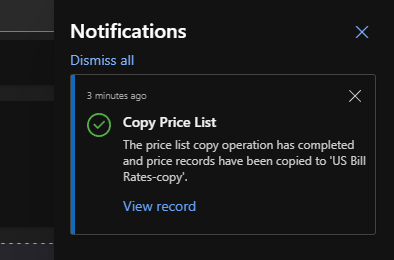 Notifications
Dismiss all
3 minutes ago
Copy Price List
The price list copy operation has completed
and price records have been copied to 'US Bill
Rates-copy'.
View record